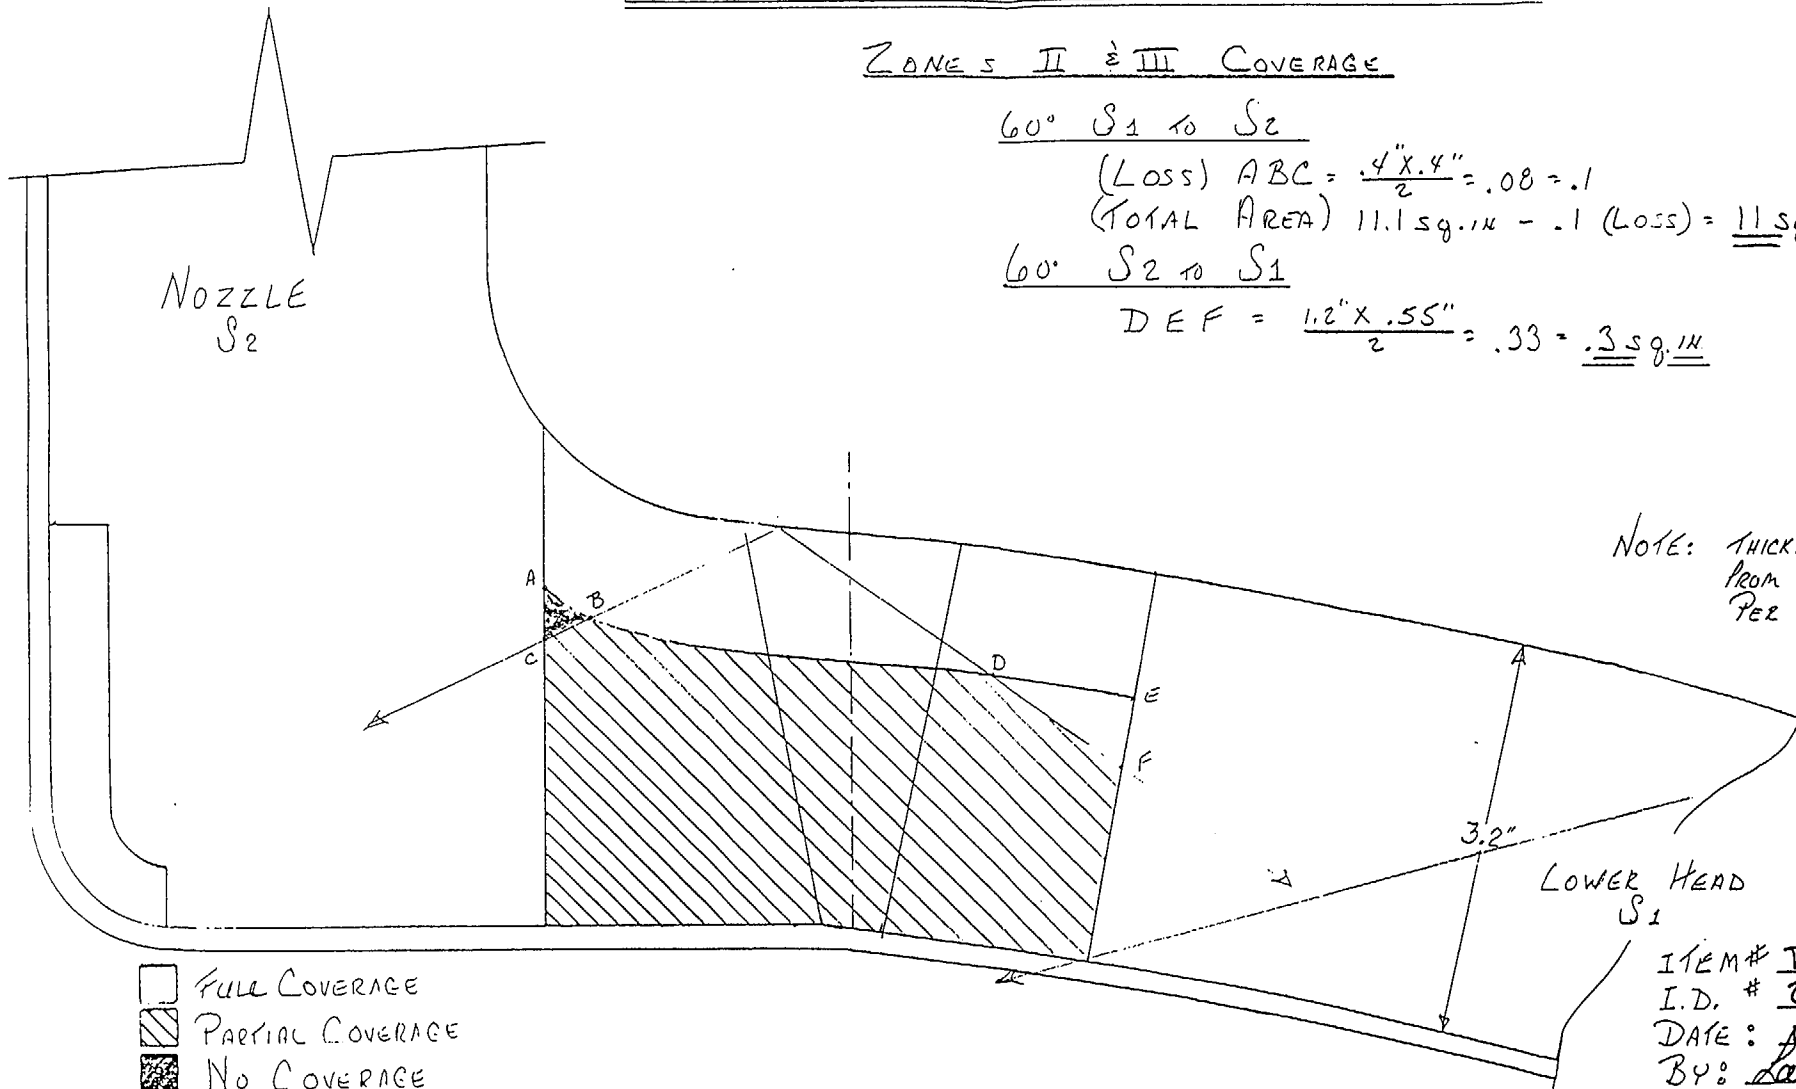 ZONES II & III COVERAGE
60° S1 TO S2
(LOSS) ABC = .4" X .4" / 2 = .08 = .1
(TOTAL AREA) 11.1 sq.in - .1 (LOSS) = 11
60° S2 TO S1
DEF = 1.2" X .55" / 2 = .33 = .3 sq.in
NOZZLE
S2
NOTE:
FROM
PER
A
B
C
D
E
F
3.2"
LOWER HEAD
S1
ITEM#
I.D. #
DATE:
BY:
FULL COVERAGE
PARTIAL COVERAGE
NO COVERAGE